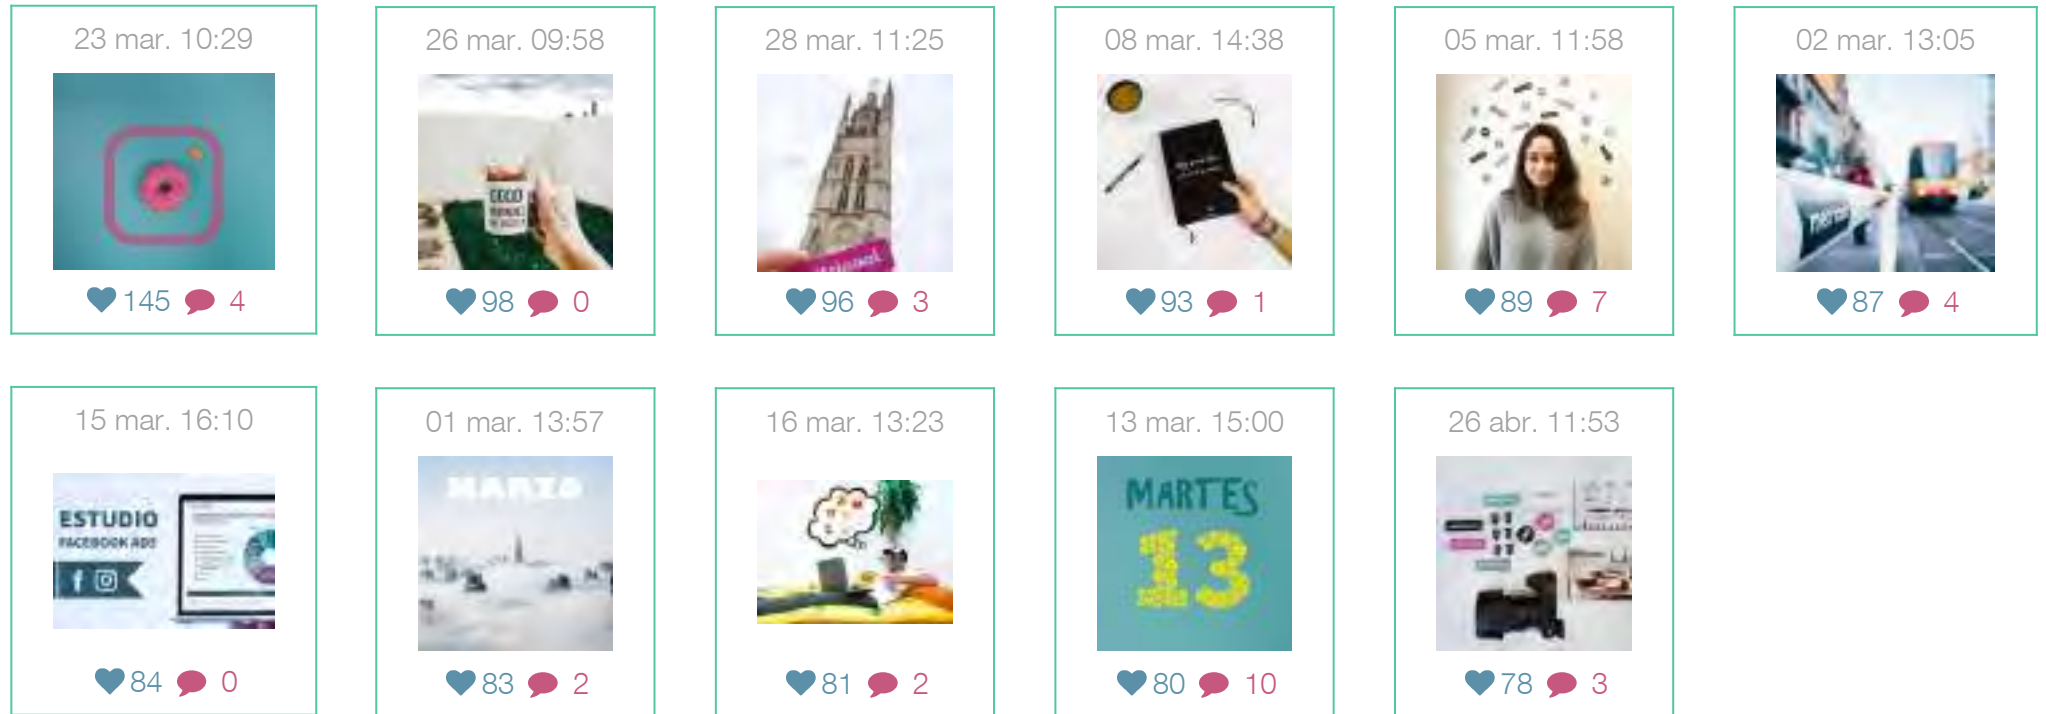 23 mar. 10:29
26 mar. 09:58
28 mar. 11:25
08 mar. 14:38
05 mar. 11:58
02 mar. 13:05
GOOD
145 4
98 0
96 3
93 1
89 7
87 4
15 mar. 16:10
01 mar. 13:57
16 mar. 13:23
13 mar. 15:00
26 abr. 11:53
ESTUDIO
FACEBOOK ADS
MARZO
MARTES
13
84 0
83 2
81 2
80 10
78 3